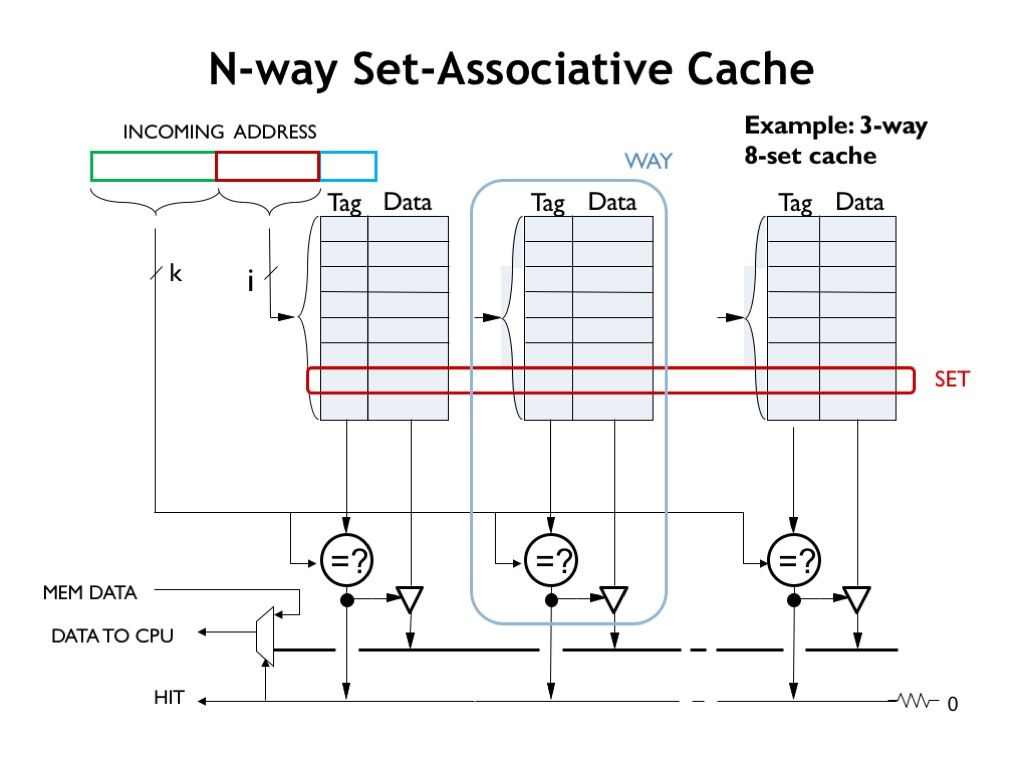 N-way Set-Associative Cache
INCOMING ADDRESS
Example: 3-way
8-set cache
WAY
Tag Data
Tag Data
Tag Data
k
i
SET
=?
=?
=?
MEM DATA
DATA TO CPU
HIT
0